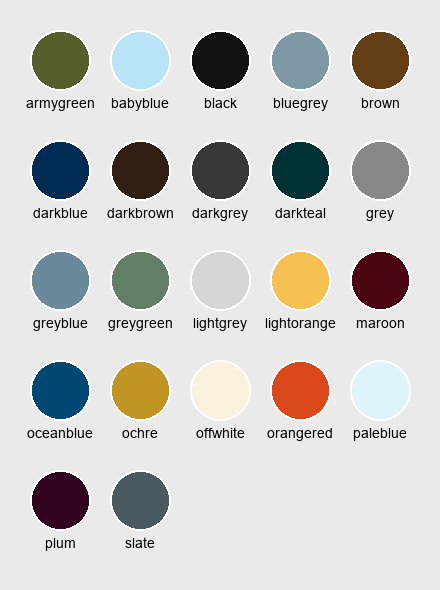 armygreen babyblue black bluegrey brown
darkblue darkbrown darkgrey darkteal grey
greyblue greygreen lightgrey lightorange maroon
oceanblue ochre offwhite orangered paleblue
plum slate